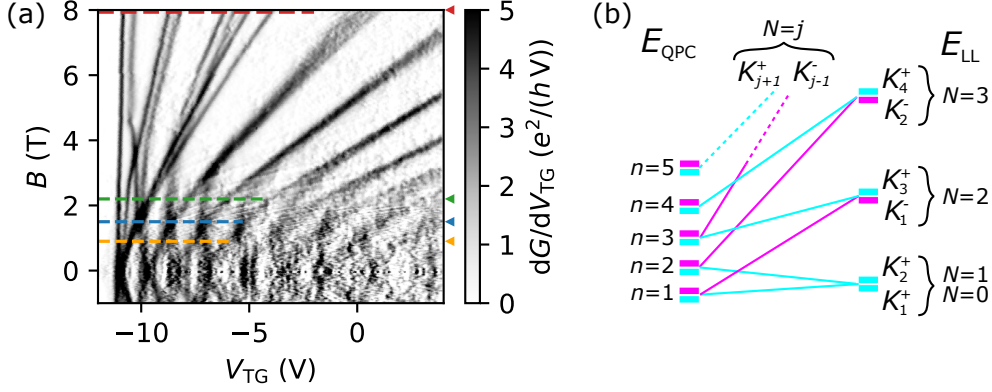 (a)
8
6
4
2
0
B (T)
−10
−5
0
V_TG (V)
5
4
3
2
1
0
dG/dV_TG (e²/(h V))
(b)
E_QPC
N=j
K⁺_j+1 K⁻_j-1
E_LL
n=5
n=4
n=3
n=2
n=1
K⁺_4
K⁻_2
N=3
K⁺_3
K⁻_1
N=2
K⁺_2
K⁺_1
N=1
N=0